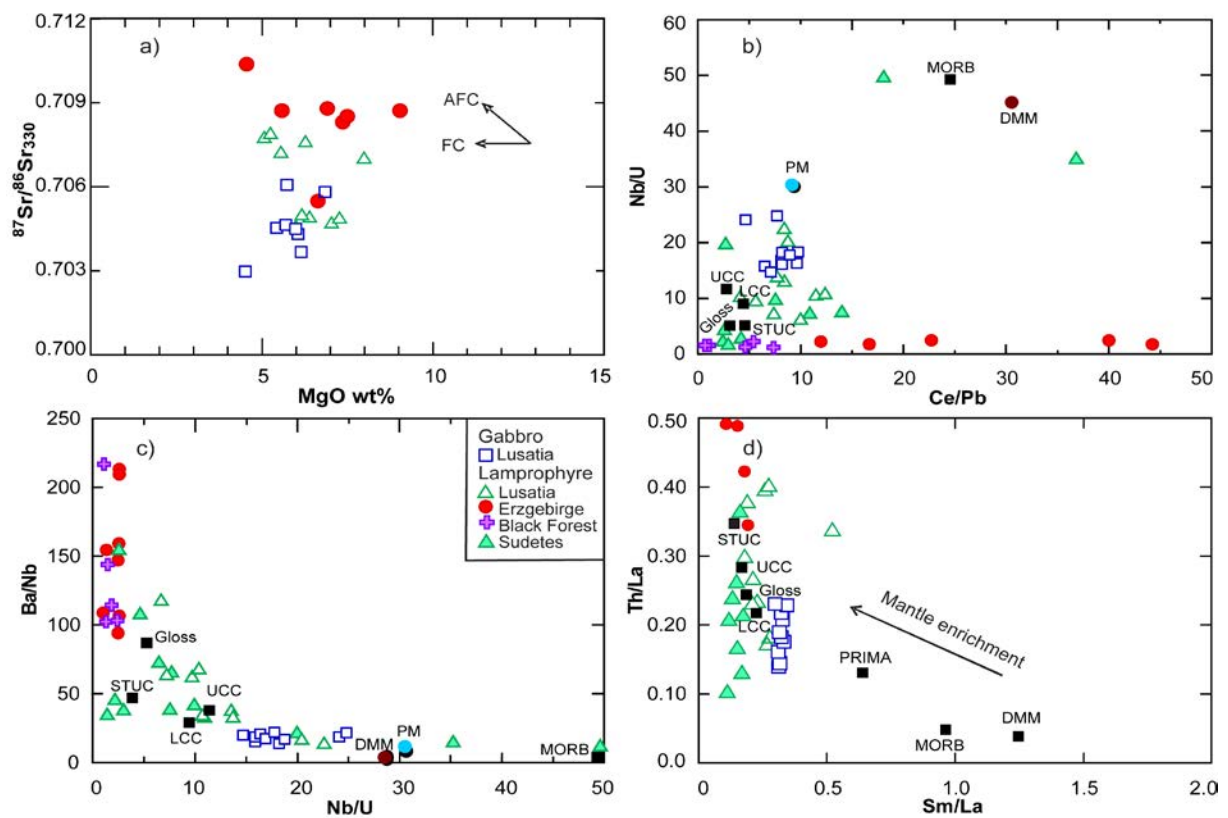 a)
0.712
0.709
0.706
0.703
0.700
87Sr/86Sr330
AFC
FC
0
5
10
15
MgO wt%
b)
60
50
40
30
20
10
0
Nb/U
MORB
DMM
PM
UCC
LCC
Gloss
STUC
0
10
20
30
40
50
Ce/Pb
c)
250
200
150
100
50
0
Ba/Nb
Gabbro
Lusatia
Lamprophyre
Lusatia
Erzgebirge
Black Forest
Sudetes
Gloss
STUC
UCC
LCC
DMM
PM
MORB
0
10
20
30
40
50
Nb/U
d)
0.50
0.40
0.30
0.20
0.10
0.00
Th/La
STUC
UCC
Gloss
LCC
Mantle enrichment
PRIMA
MORB
DMM
0
0.5
1.0
1.5
2.0
Sm/La